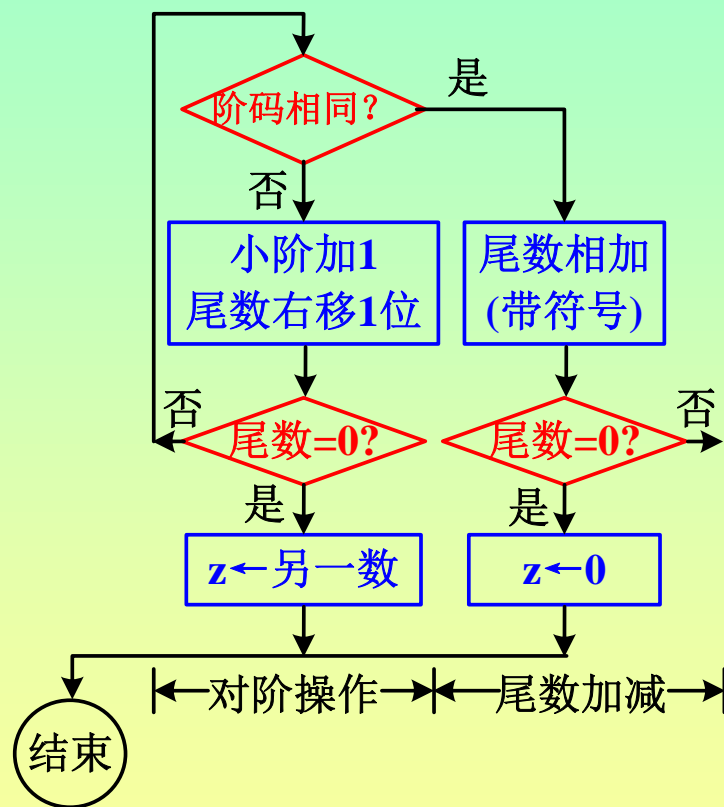 阶码相同？
是
否
小阶加1
尾数右移1位
尾数相加
(带符号)
否
尾数=0?
尾数=0?
否
是
是
z←另一数
z←0
对阶操作
尾数加减
结束